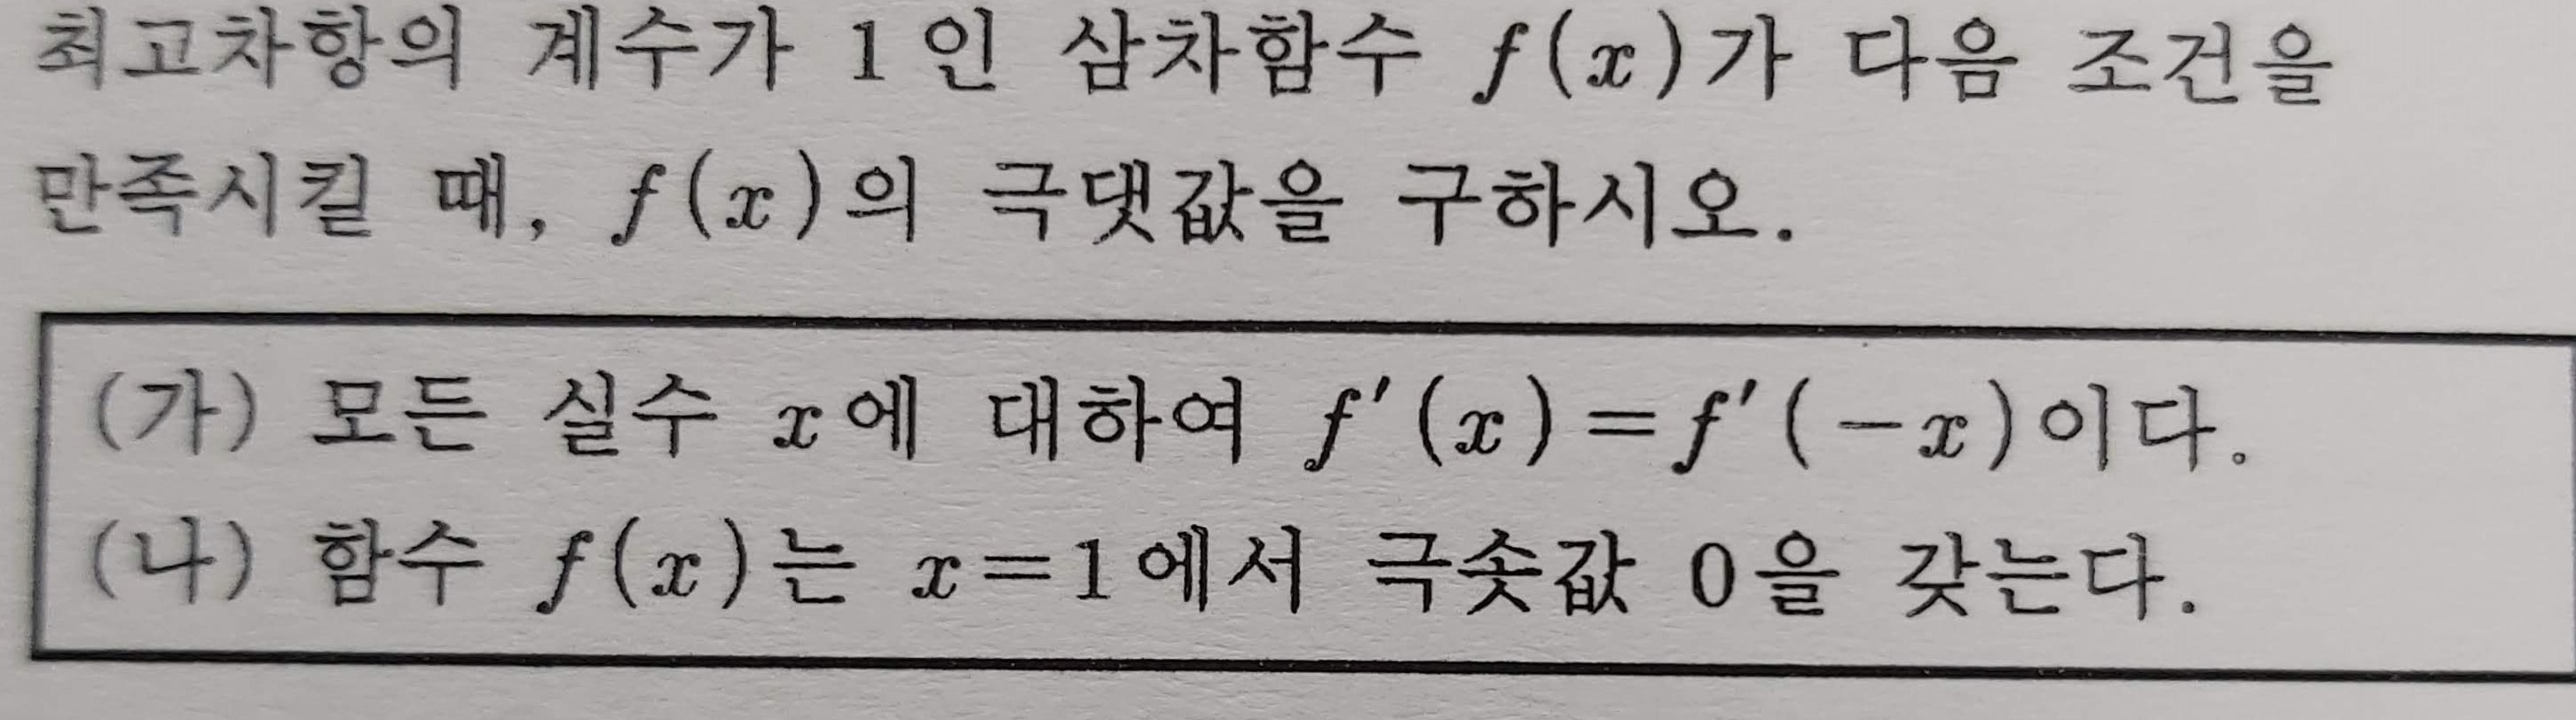 최고차항의 계수가 1인 삼차함수 f(x)가 다음 조건을
만족시킬 때, f(x)의 극댓값을 구하시오.
(가) 모든 실수 x에 대하여 f′(x)=f′(-x)이다.
(나) 함수 f(x)는 x=1에서 극솟값 0을 갖는다.